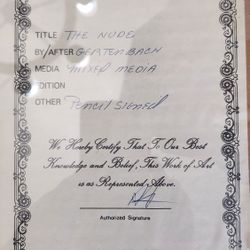 TITLE THE NUDE
BY/AFTER GERTENBACH
MEDIA MIXED MEDIA
EDITION
OTHER PENCIL SIGNED
We Hereby Certify That To Our Best
Knowledge and Belief, This Work of Art
is as Represented Above.
Authorized Signature